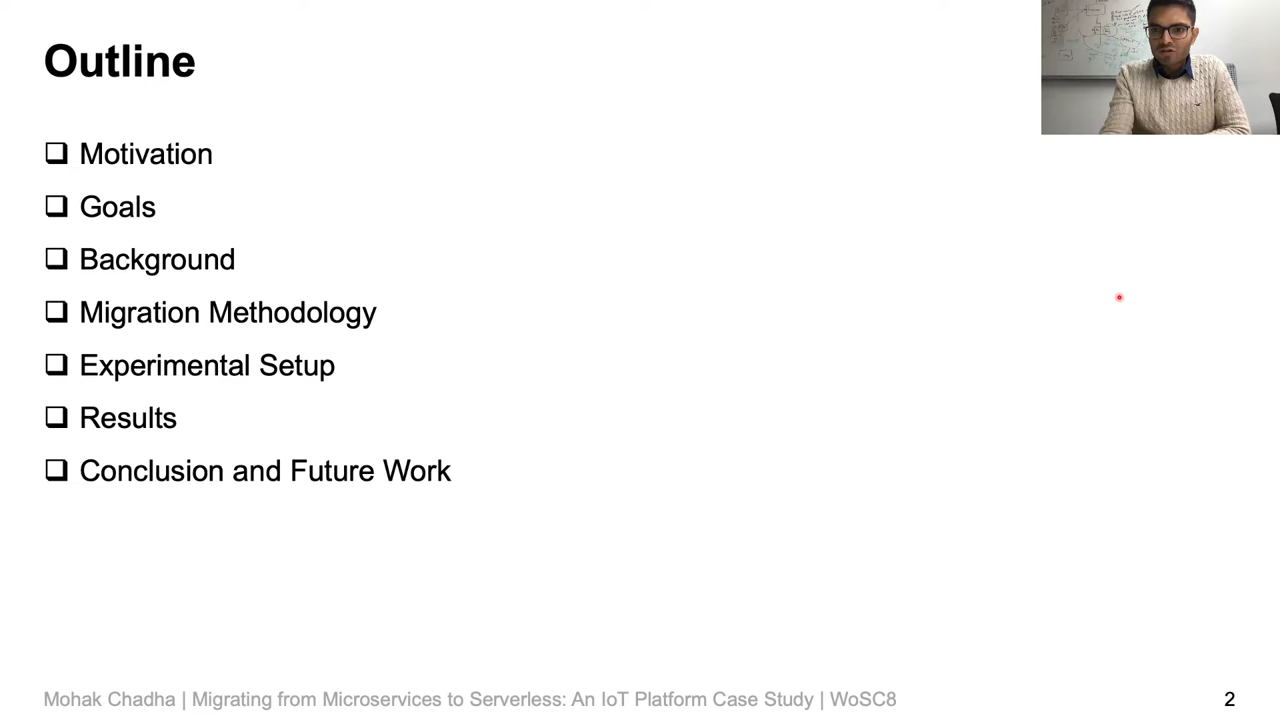 Outline
❑ Motivation
❑ Goals
❑ Background
❑ Migration Methodology
❑ Experimental Setup
❑ Results
❑ Conclusion and Future Work
Mohak Chadha | Migrating from Microservices to Serverless: An IoT Platform Case Study | WoSC8
2